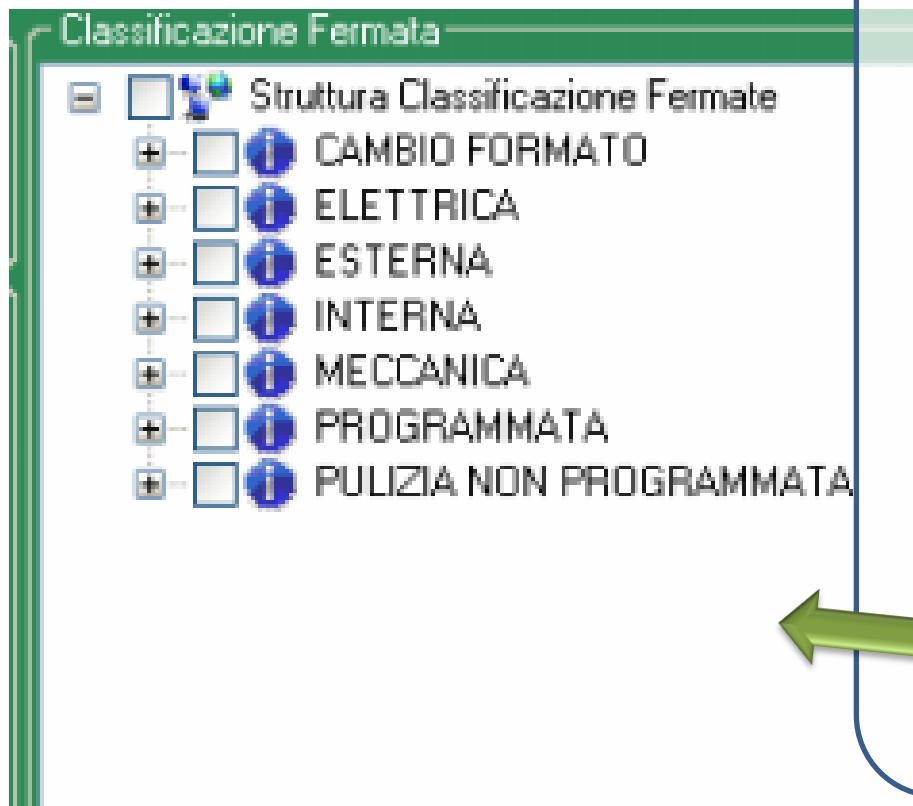 Classificazione Fermata
Struttura Classificazione Fermate
CAMBIO FORMATO
ELETTRICA
ESTERNA
INTERNA
MECCANICA
PROGRAMMATA
PULIZIA NON PROGRAMMATA